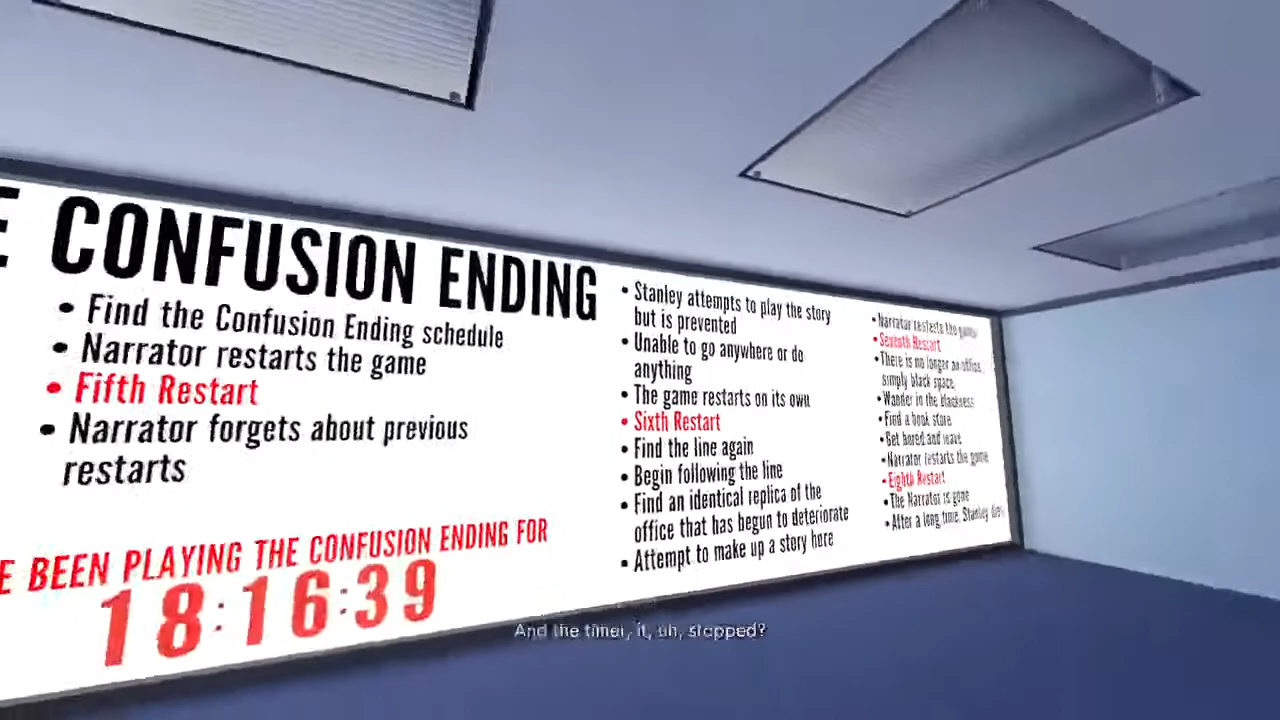 E CONFUSION ENDING
• Find the Confusion Ending schedule
• Narrator restarts the game
• Fifth Restart
• Narrator forgets about previous
restarts
E BEEN PLAYING THE CONFUSION ENDING FOR
18:16:39
• Stanley attempts to play the story
but is prevented
• Unable to go anywhere or do
anything
• The game restarts on its own
• Sixth Restart
• Find the line again
• Begin following the line
• Find an identical replica of the
office that has begun to deteriorate
• Attempt to make up a story here
• Narrator restarts the game
• Seventh Restart
• There is no longer an office,
simply black space
• Wander in the blackness
• Find a book store
• Get bored and leave
• Narrator restarts the game
• Eighth Restart
• The Narrator is gone
• After a long time, Stanley dies
And the timer, it, uh, stopped?